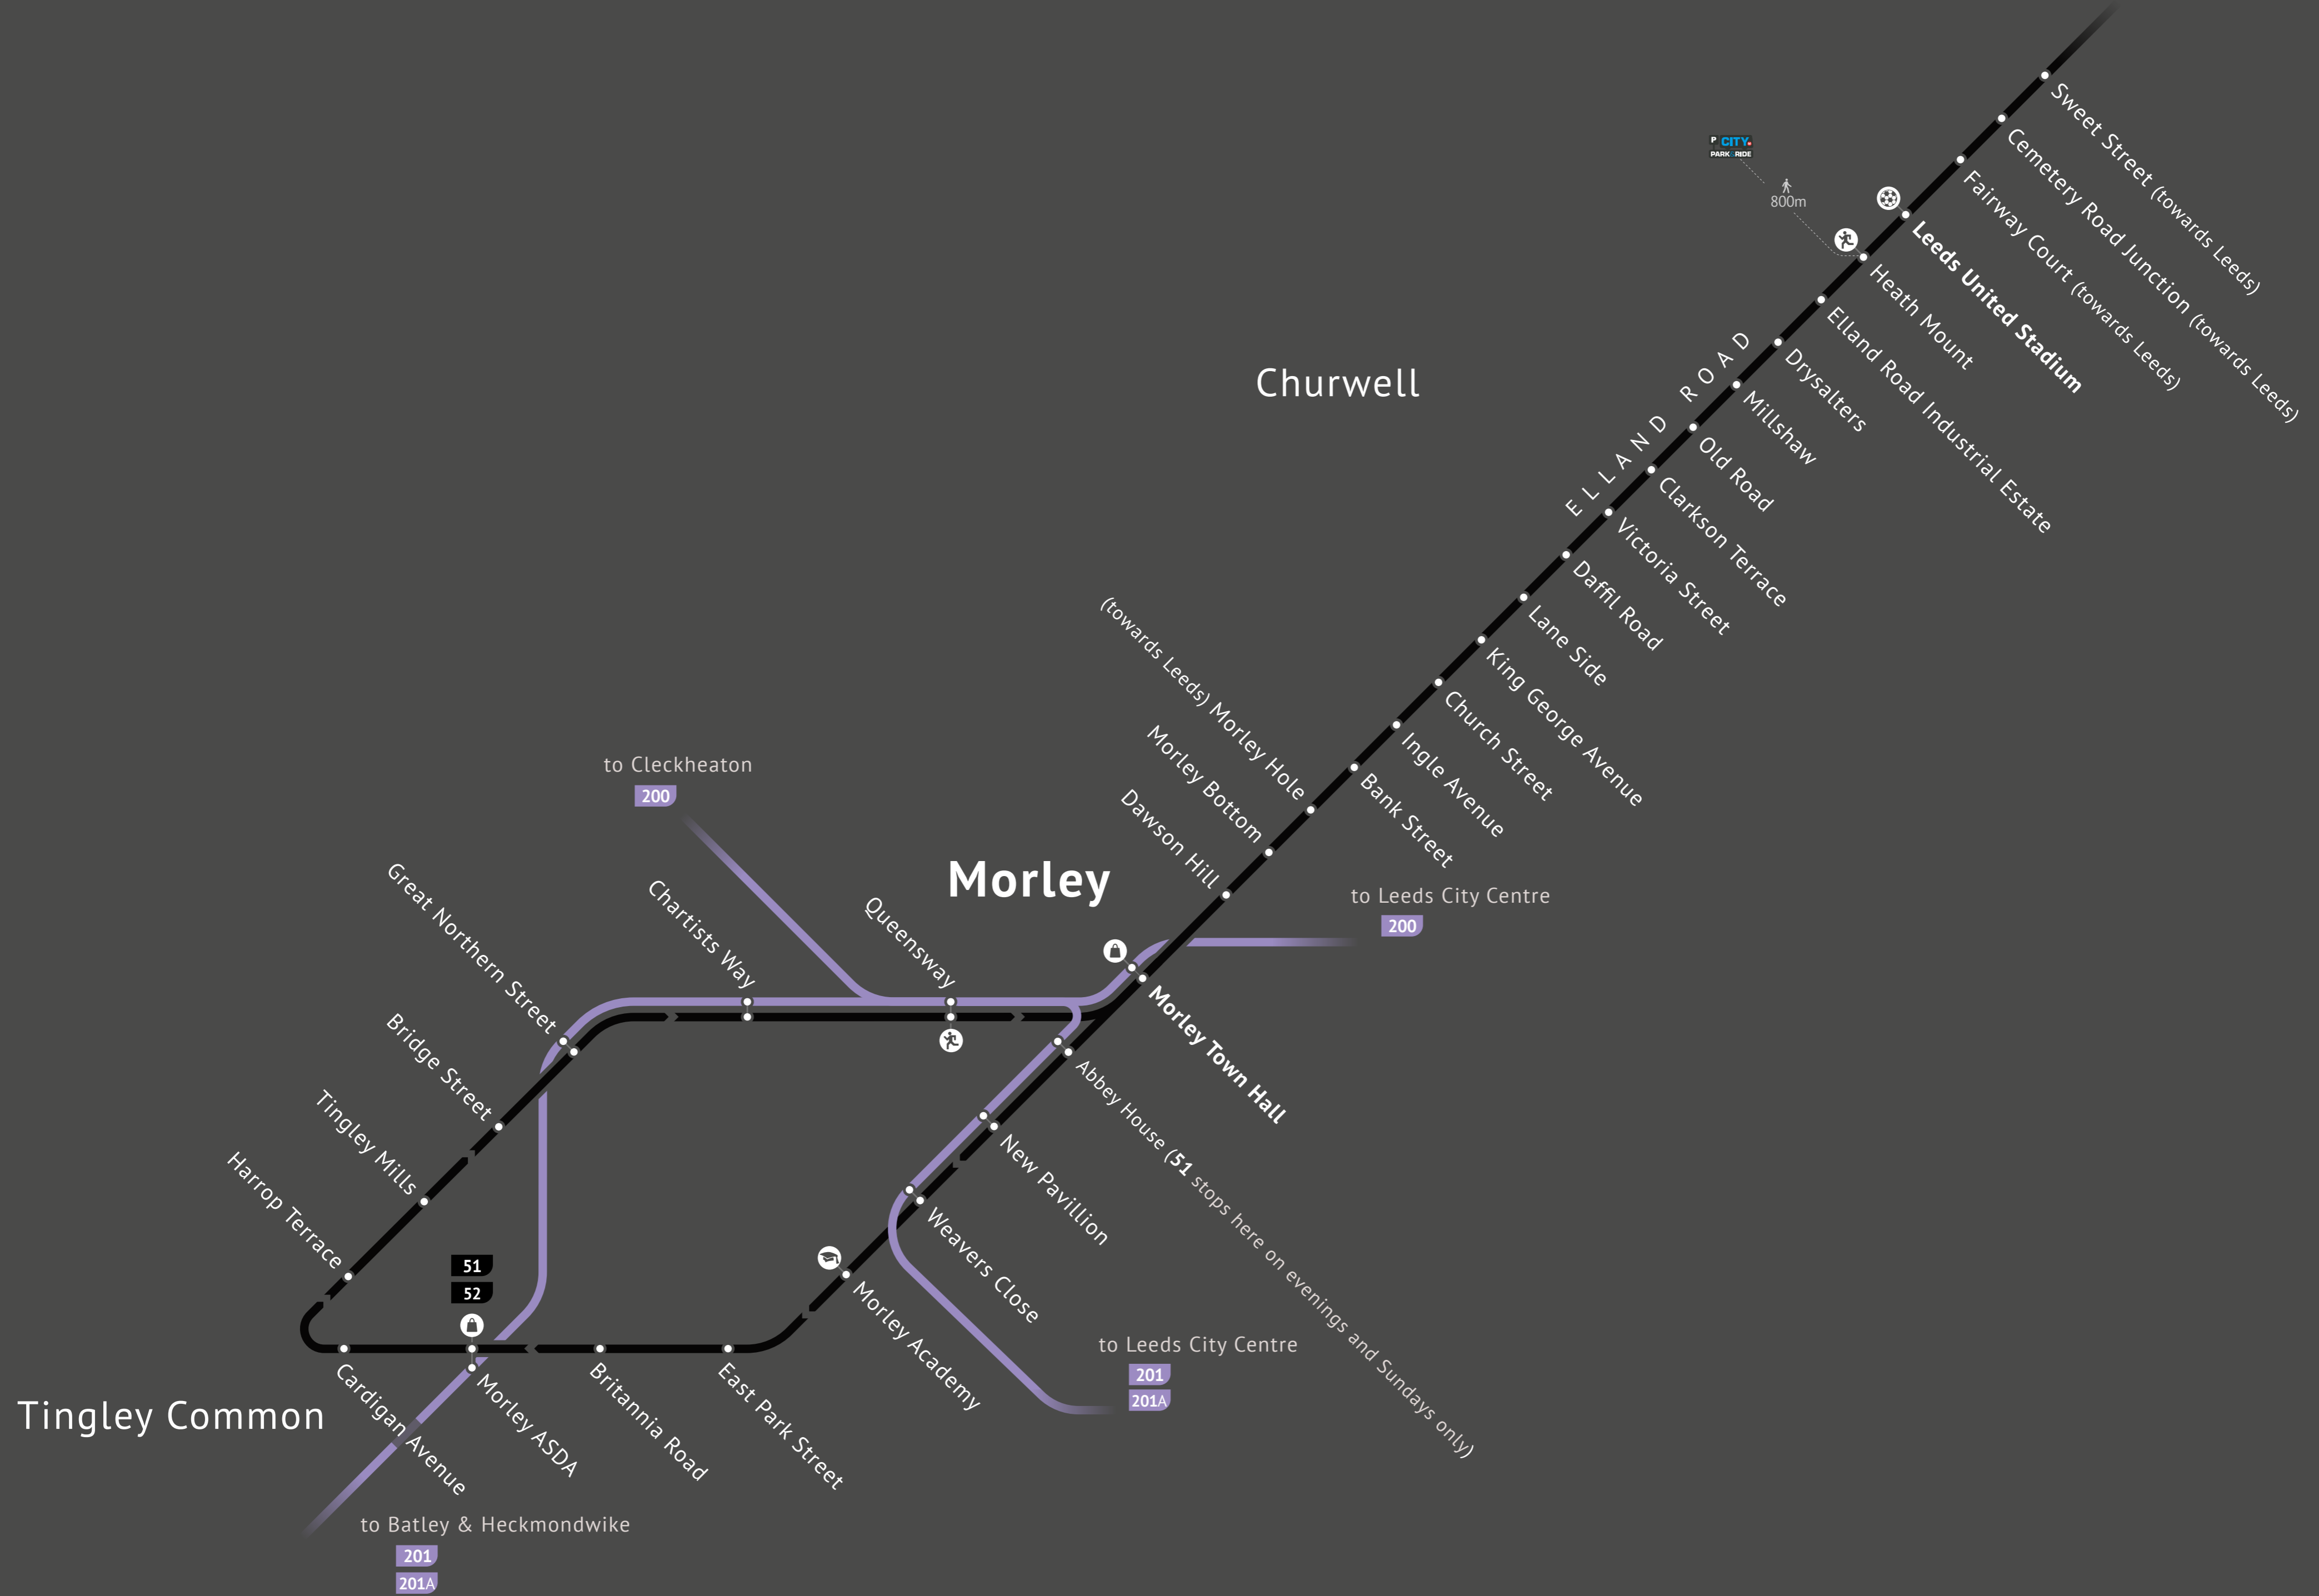 Sweet Street (towards Leeds)
Cemetery Road Junction (towards Leeds)
Fairway Court (towards Leeds)
P CITY
PARK RIDE
800m
Leeds United Stadium
Heath Mount
Elland Road Industrial Estate
Drysalters
Millshaw
ELLAND ROAD
Churwell
Old Road
Clarkson Terrace
Victoria Street
Daffil Road
Lane Side
King George Avenue
Church Street
Ingle Avenue
Bank Street
(towards Leeds) Morley Hole
Morley Bottom
Dawson Hill
to Cleckheaton
200
Morley
to Leeds City Centre
200
Great Northern Street
Chartists Way
Queensway
Morley Town Hall
Bridge Street
Tingley Mills
Harrop Terrace
Abbey House (51 stops here on evenings and Sundays only)
New Pavillion
Weavers Close
Morley Academy
51
52
to Leeds City Centre
201
201A
Tingley Common
Cardigan Avenue
Morley ASDA
Britannia Road
East Park Street
to Batley & Heckmondwike
201
201A